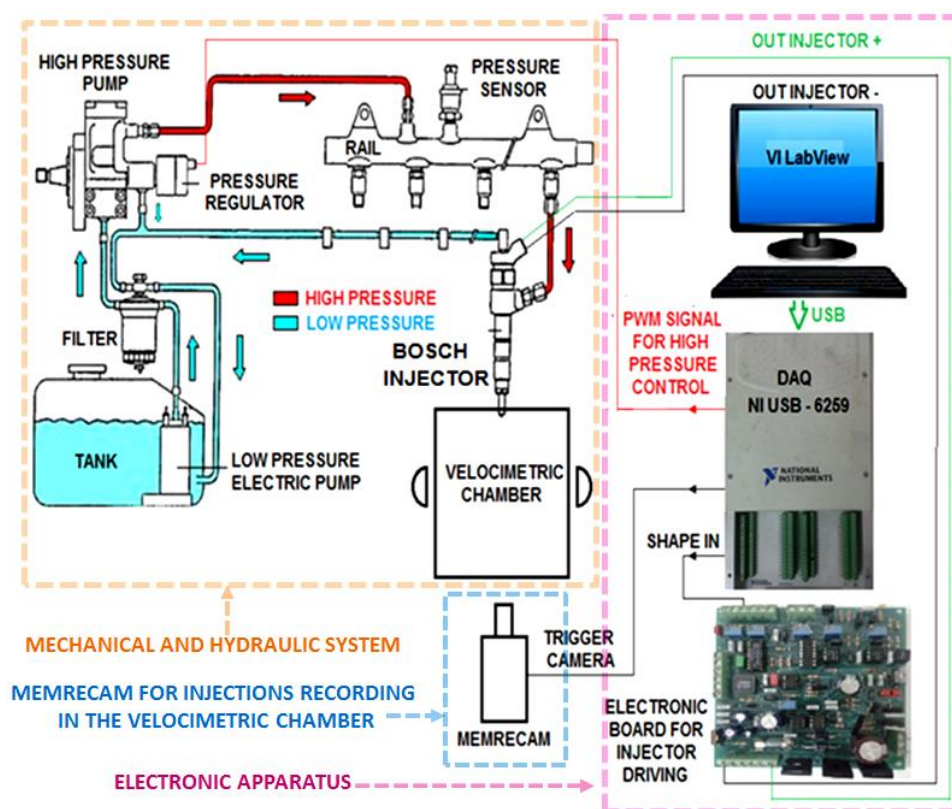 HIGH PRESSURE
PUMP
PRESSURE
SENSOR
RAIL
PRESSURE
REGULATOR
OUT INJECTOR +
OUT INJECTOR -
VI LabView
HIGH PRESSURE
LOW PRESSURE
FILTER
BOSCH
INJECTOR
USB
PWM SIGNAL
FOR HIGH
PRESSURE
CONTROL
DAQ
NI USB - 6259
NATIONAL
INSTRUMENTS
TANK
LOW PRESSURE
ELECTRIC PUMP
VELOCIMETRIC
CHAMBER
SHAPE IN
MECHANICAL AND HYDRAULIC SYSTEM
TRIGGER
CAMERA
MEMRECAM FOR INJECTIONS RECORDING
IN THE VELOCIMETRIC CHAMBER
MEMRECAM
ELECTRONIC
BOARD FOR
INJECTOR
DRIVING
ELECTRONIC APPARATUS